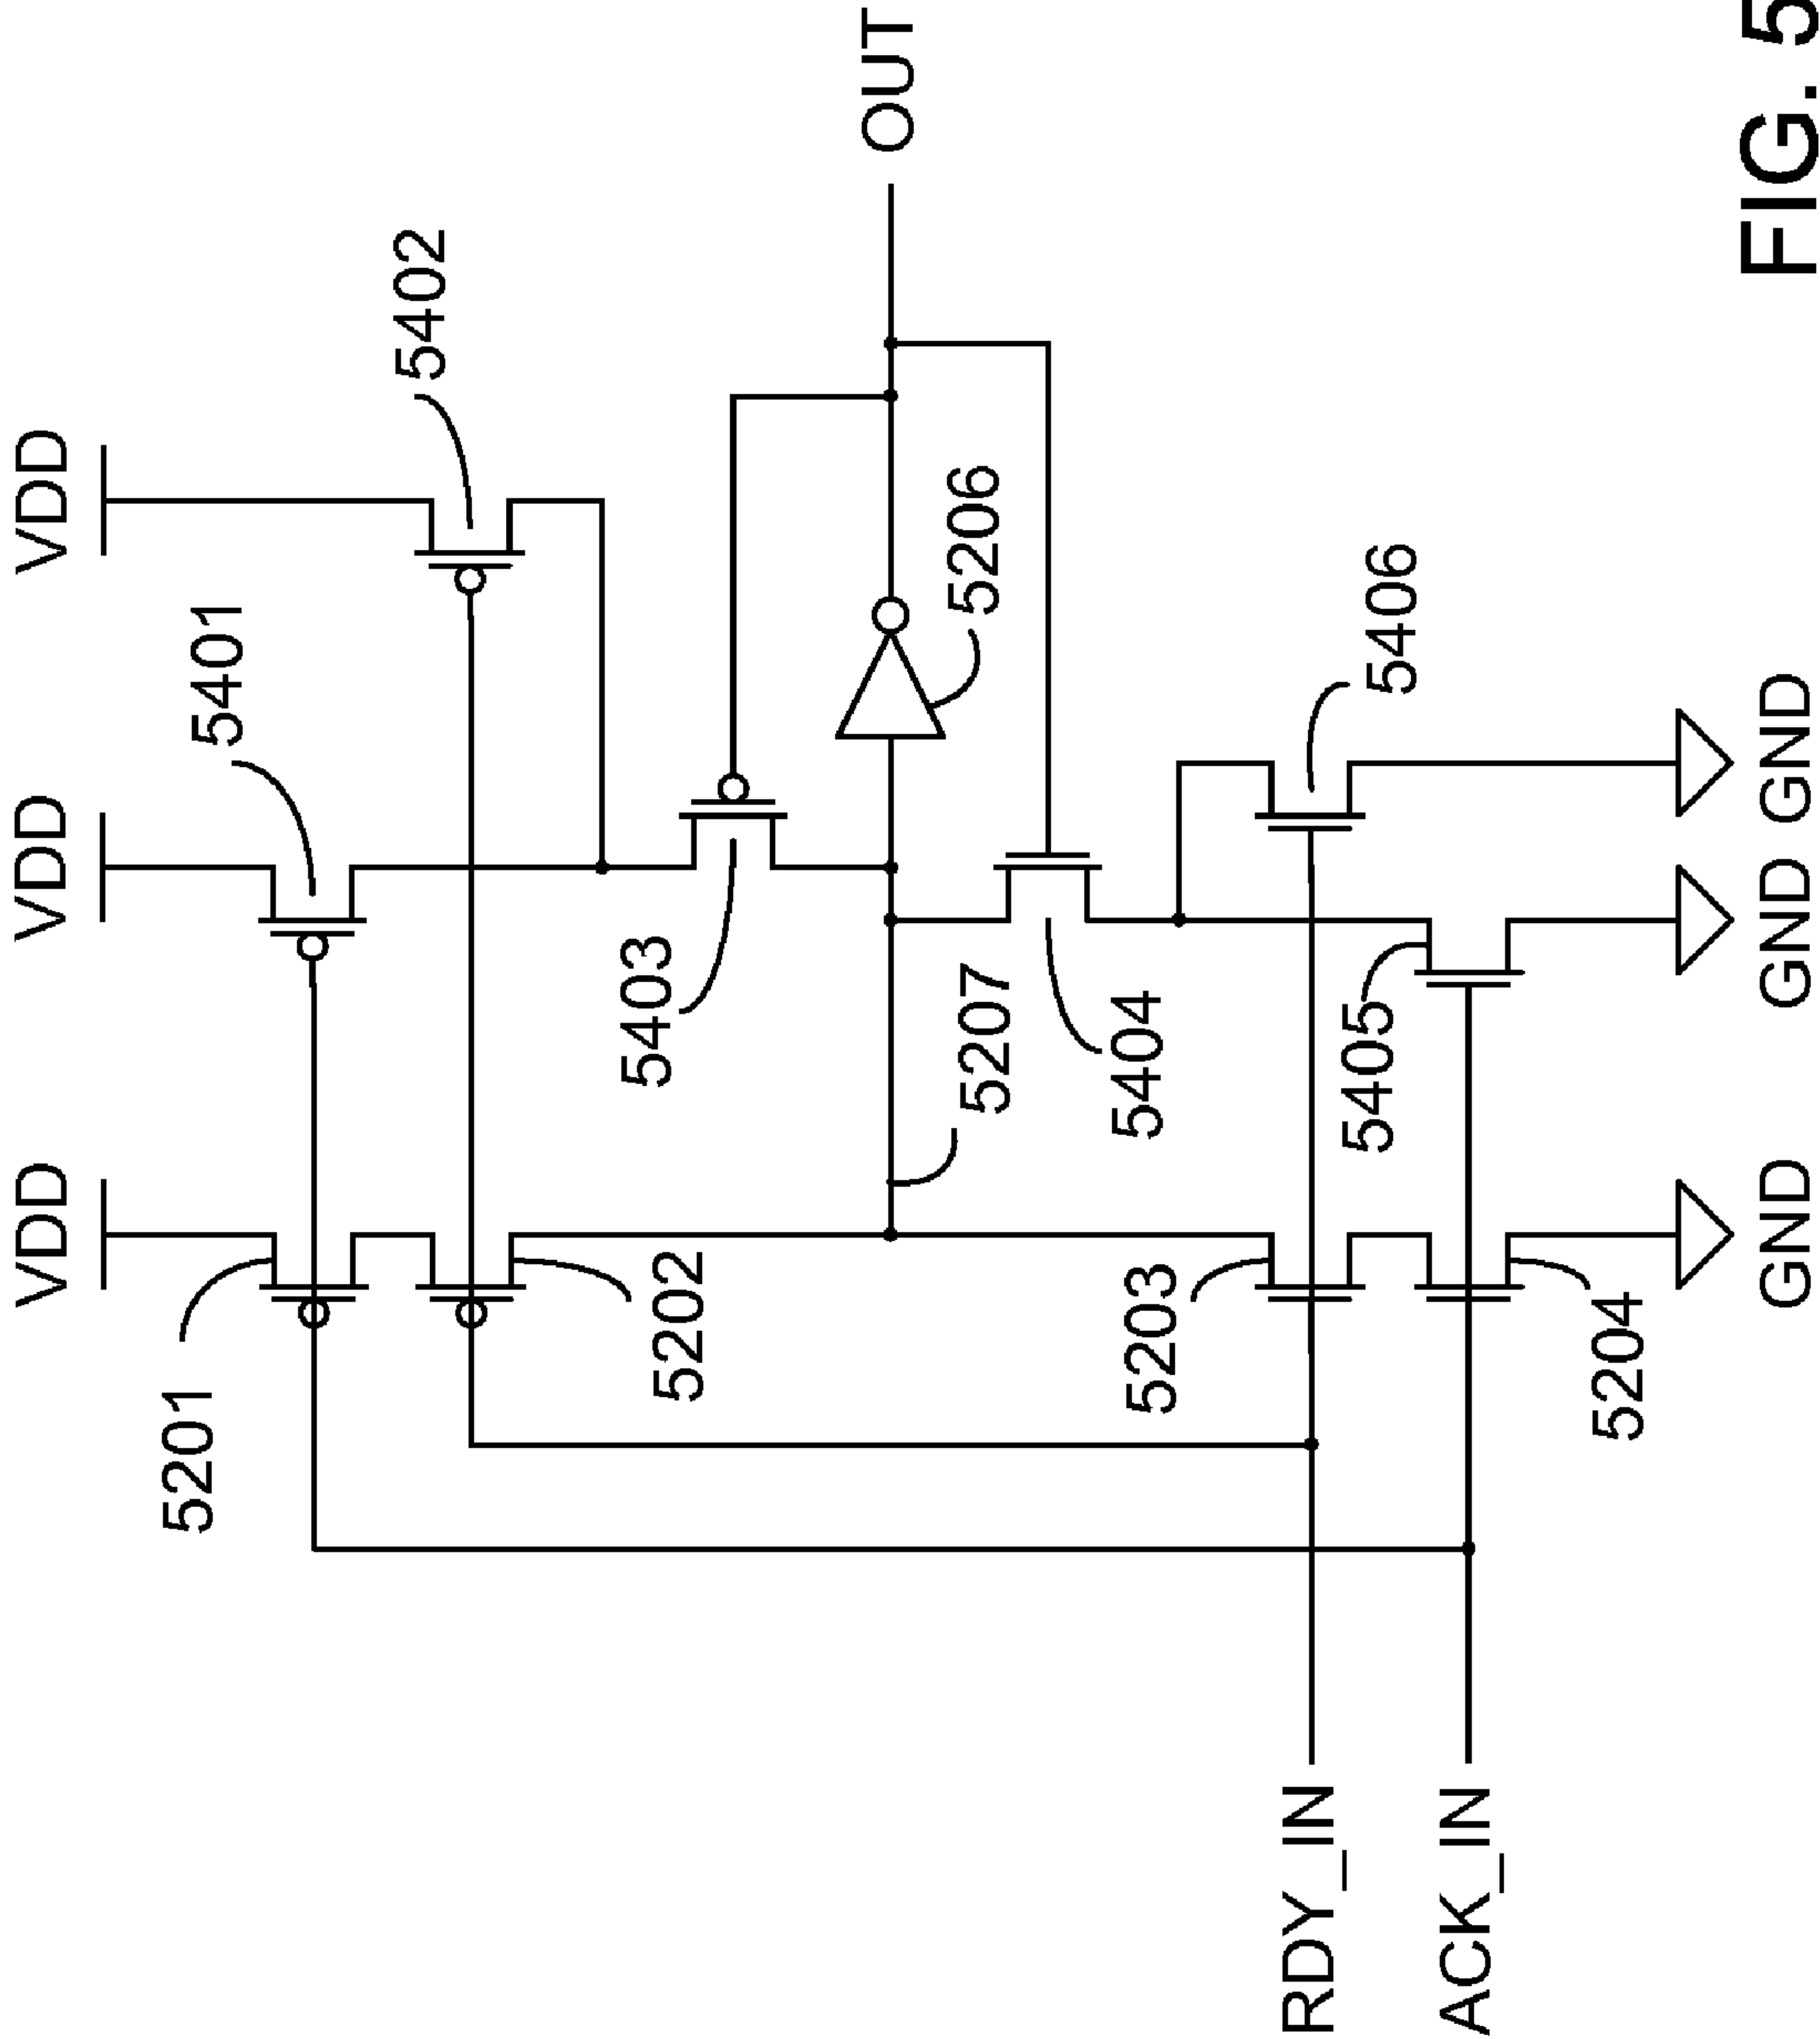 VDD
VDD
VDD
5201
5401
5402
5202
5403
OUT
5207
5206
5203
5404
5405
5406
5204
RDY_IN
ACK_IN
GND
GND
GND
FIG. 5